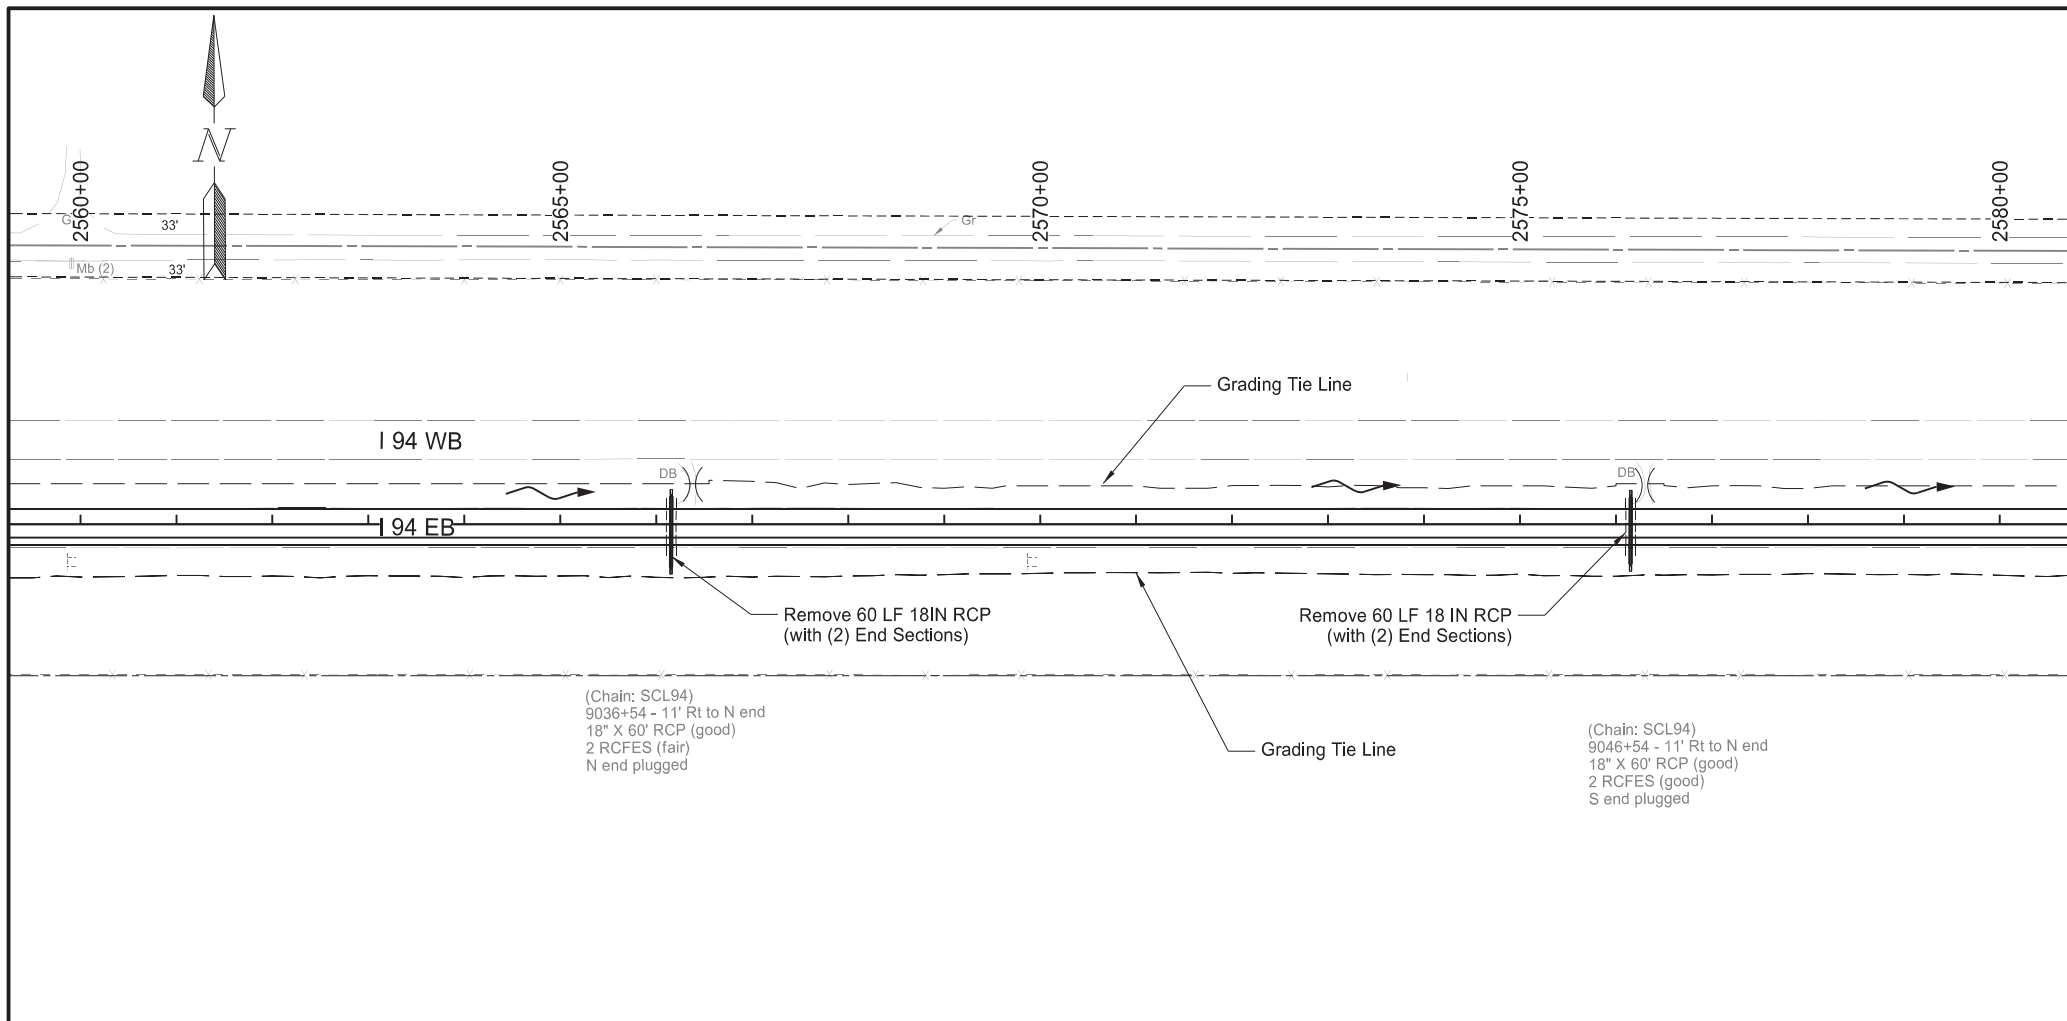 N
2560+00
2565+00
2570+00
2575+00
2580+00
33'
Gr
Mb (2)
33'
Grading Tie Line
I 94 WB
DB
DB
I 94 EB
Remove 60 LF 18IN RCP
(with (2) End Sections)
Remove 60 LF 18 IN RCP
(with (2) End Sections)
(Chain: SCL94)
9036+54 - 11' Rt to N end
18" X 60' RCP (good)
2 RCFES (fair)
N end plugged
Grading Tie Line
(Chain: SCL94)
9046+54 - 11' Rt to N end
18" X 60' RCP (good)
2 RCFES (good)
S end plugged